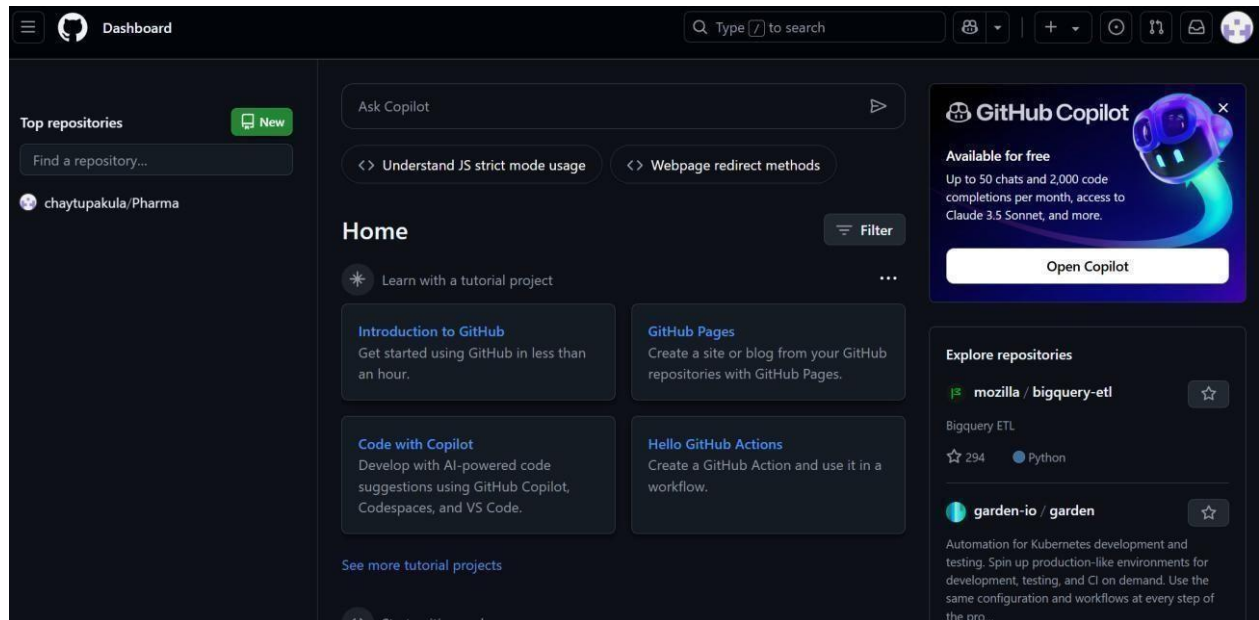 Dashboard
Type / to search
Top repositories
New
Find a repository...
chaytupakula/Pharma
Ask Copilot
Understand JS strict mode usage
Webpage redirect methods
Home
Filter
Learn with a tutorial project
Introduction to GitHub
Get started using GitHub in less than
an hour.
GitHub Pages
Create a site or blog from your GitHub
repositories with GitHub Pages.
Code with Copilot
Develop with AI-powered code
suggestions using GitHub Copilot,
Codespaces, and VS Code.
Hello GitHub Actions
Create a GitHub Action and use it in a
workflow.
See more tutorial projects
GitHub Copilot
Available for free
Up to 50 chats and 2,000 code
completions per month, access to
Claude 3.5 Sonnet, and more.
Open Copilot
Explore repositories
mozilla / bigquery-etl
Bigquery ETL
294 Python
garden-io / garden
Automation for Kubernetes development and
testing. Spin up production-like environments for
development, testing, and CI on demand. Use the
same configuration and workflows at every step of
the pro...